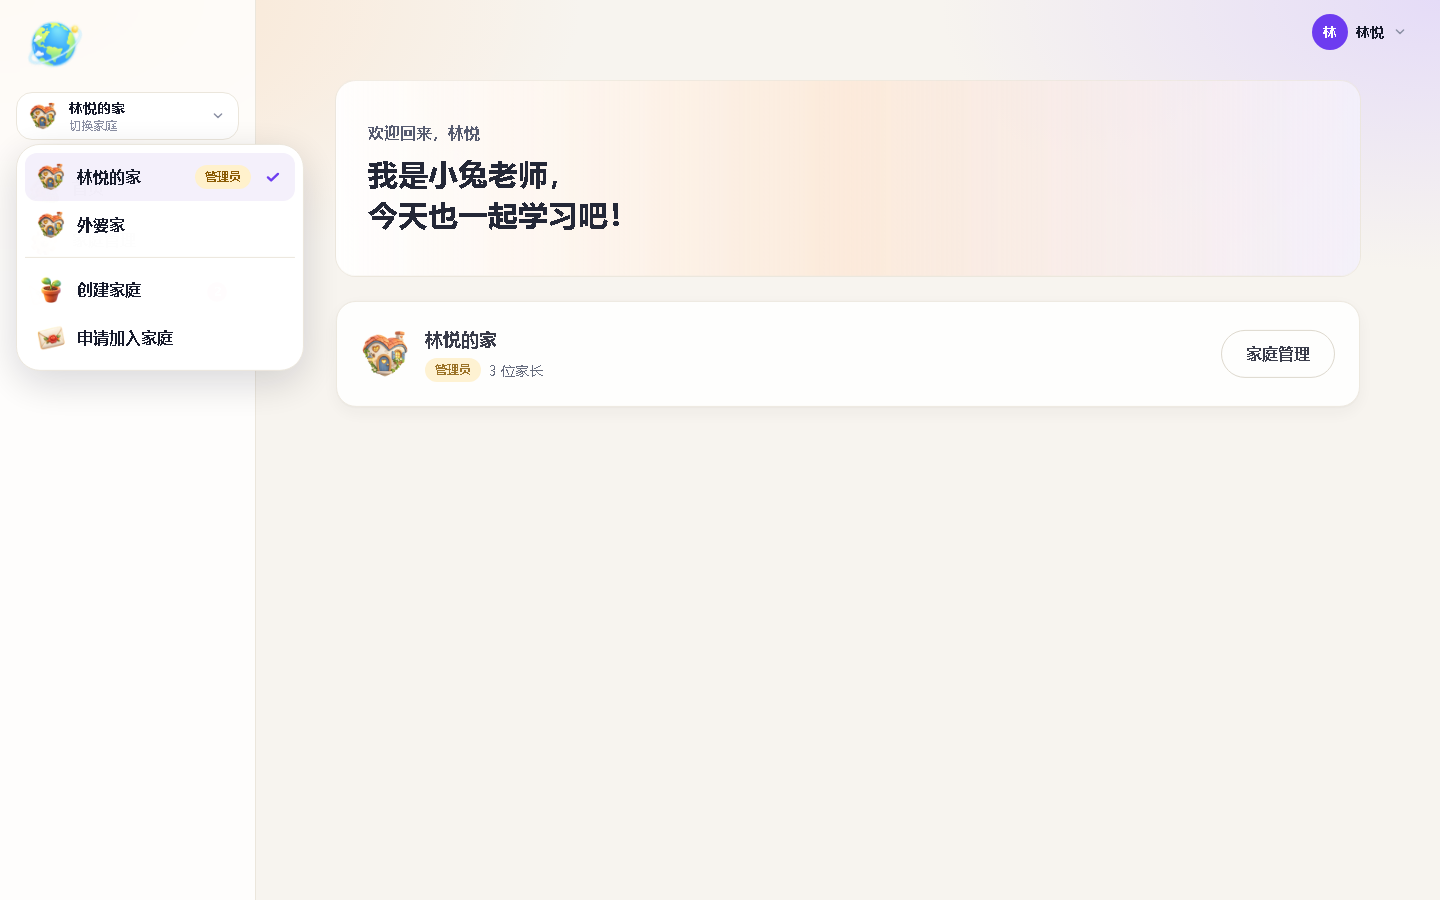 林悦的家
切换家庭
林悦的家 管理员
外婆家
创建家庭
申请加入家庭
林 林悦
欢迎回来，林悦
我是小兔老师，
今天也一起学习吧！
林悦的家
管理员 3 位家长
家庭管理